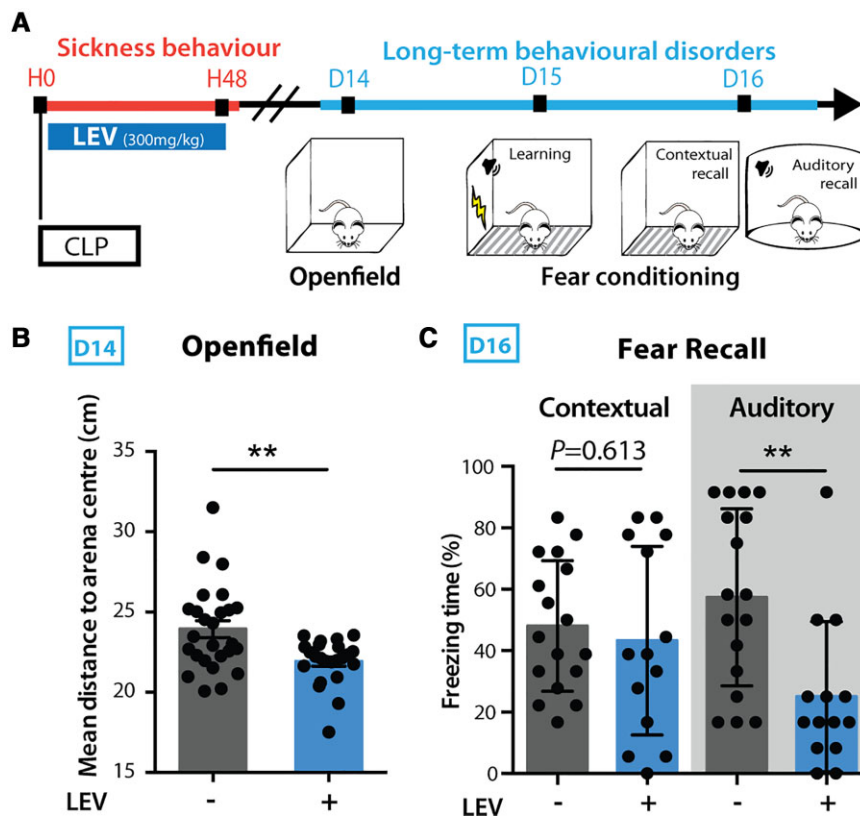 A
Sickness behaviour
Long-term behavioural disorders
H0
H48
D14
D15
D16
LEV (300mg/kg)
CLP
Learning
Contextual
recall
Auditory
recall
Openfield
Fear conditioning
B
D14
Openfield
Mean distance to arena centre (cm)
35
30
25
20
15
**
LEV
-
+
C
D16
Fear Recall
Contextual
Auditory
P=0.613
**
Freezing time (%)
100
80
60
40
20
0
LEV
-
+
-
+